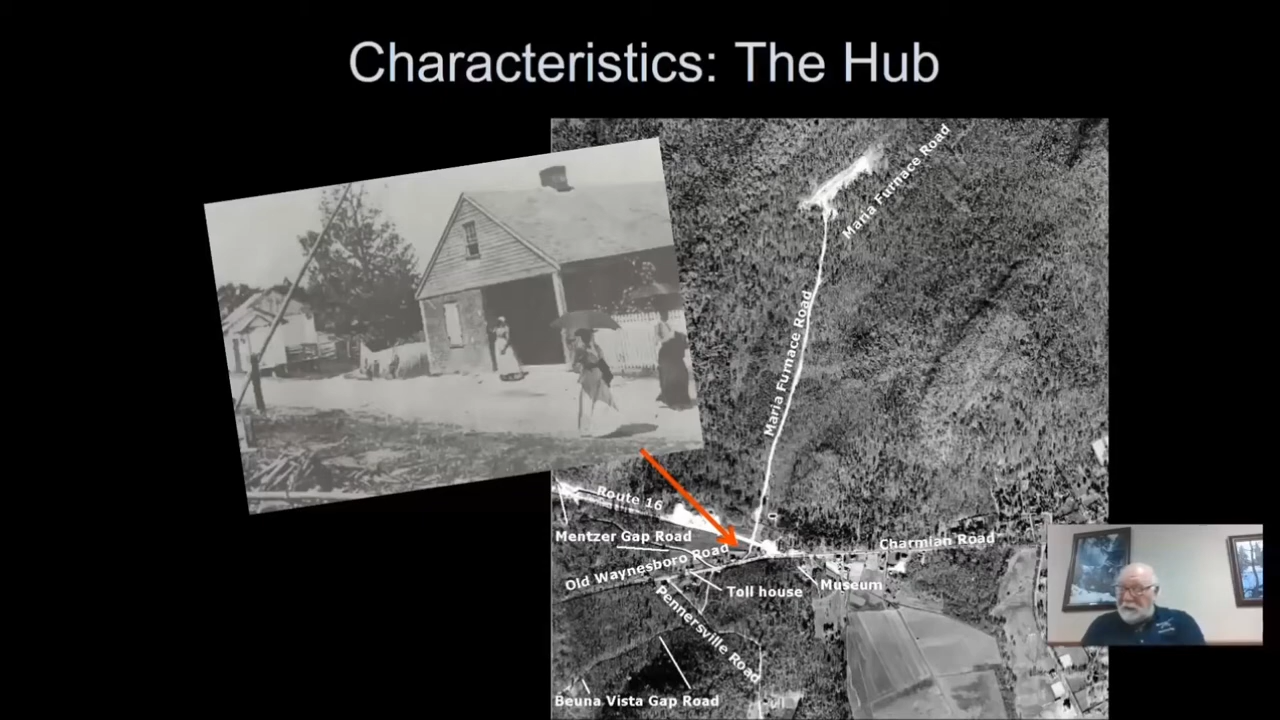 Characteristics: The Hub
Maria Furnace Road
Maria Furnace Road
Route 16
Mentzer Gap Road
Charmian Road
Old Waynesboro Road
Toll house
Museum
Pennersville Road
Beuna Vista Gap Road